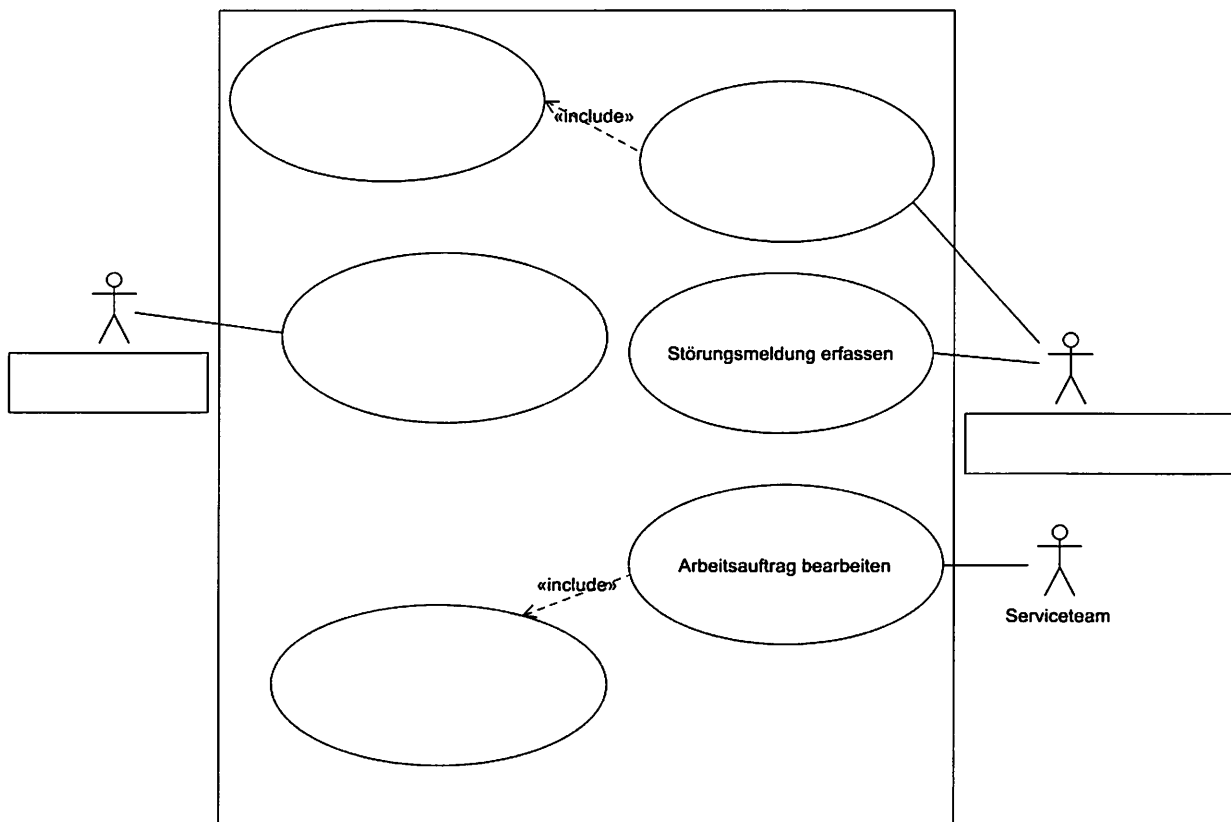 «include»
Störungsmeldung erfassen
Arbeitsauftrag bearbeiten
«include»
Serviceteam